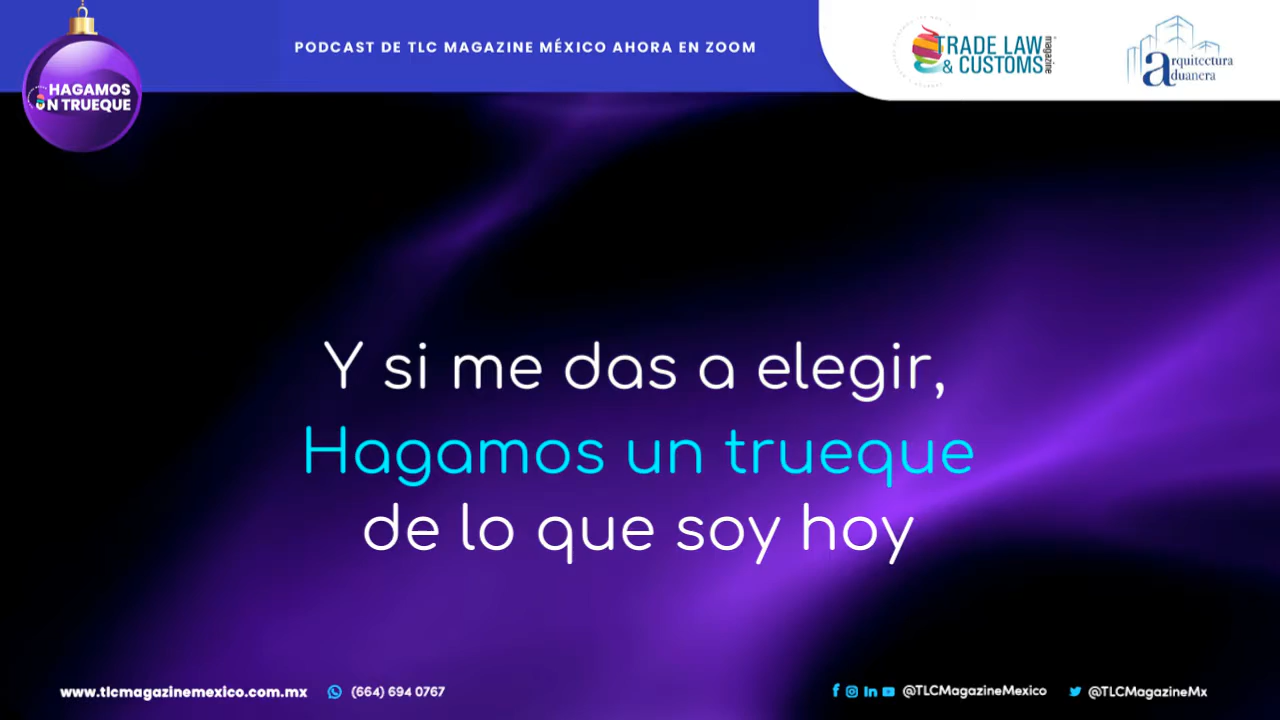 PODCAST DE TLC MAGAZINE MÉXICO AHORA EN ZOOM
HAGAMOS
UN TRUEQUE
TRADE LAW
& CUSTOMS
magazine
arquitectura
aduanera
Y si me das a elegir,
Hagamos un trueque
de lo que soy hoy
www.tlcmagazinemexico.com.mx
(664) 694 0767
@TLCMagazineMexico
@TLCMagazineMx